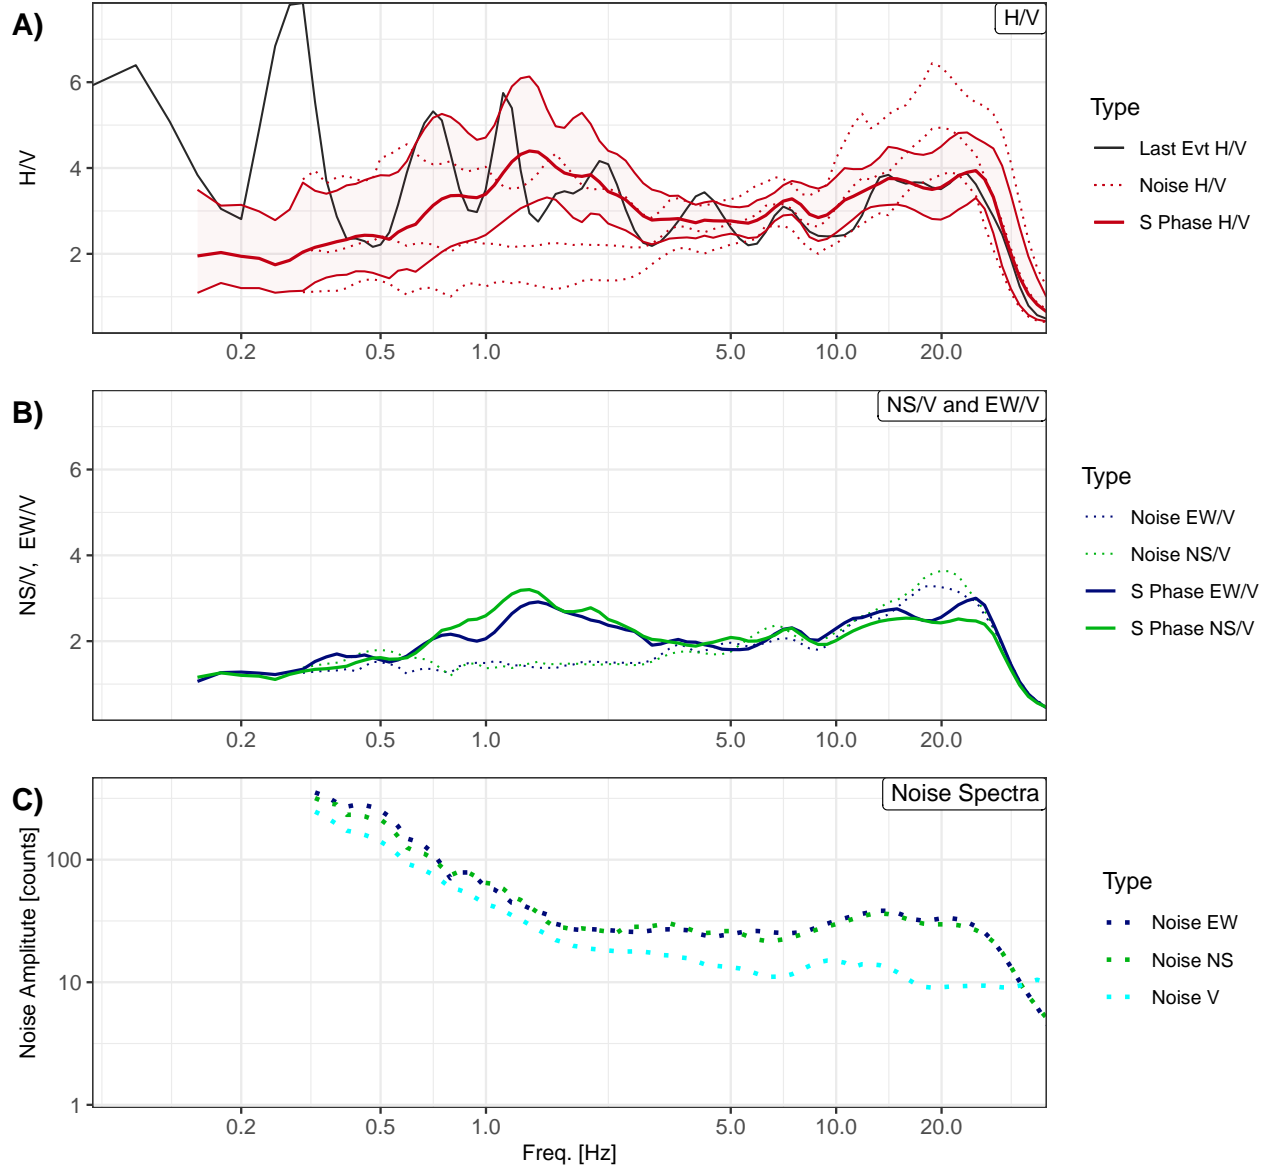 A)
H/V
H/V
6
4
2
0.2 0.5 1.0 5.0 10.0 20.0
Type
Last Evt H/V
Noise H/V
S Phase H/V
B)
NS/V and EW/V
NS/V, EW/V
6
4
2
0.2 0.5 1.0 5.0 10.0 20.0
Type
Noise EW/V
Noise NS/V
S Phase EW/V
S Phase NS/V
C)
Noise Spectra
Noise Amplitute [counts]
100
10
1
0.2 0.5 1.0 5.0 10.0 20.0
Freq. [Hz]
Type
Noise EW
Noise NS
Noise V